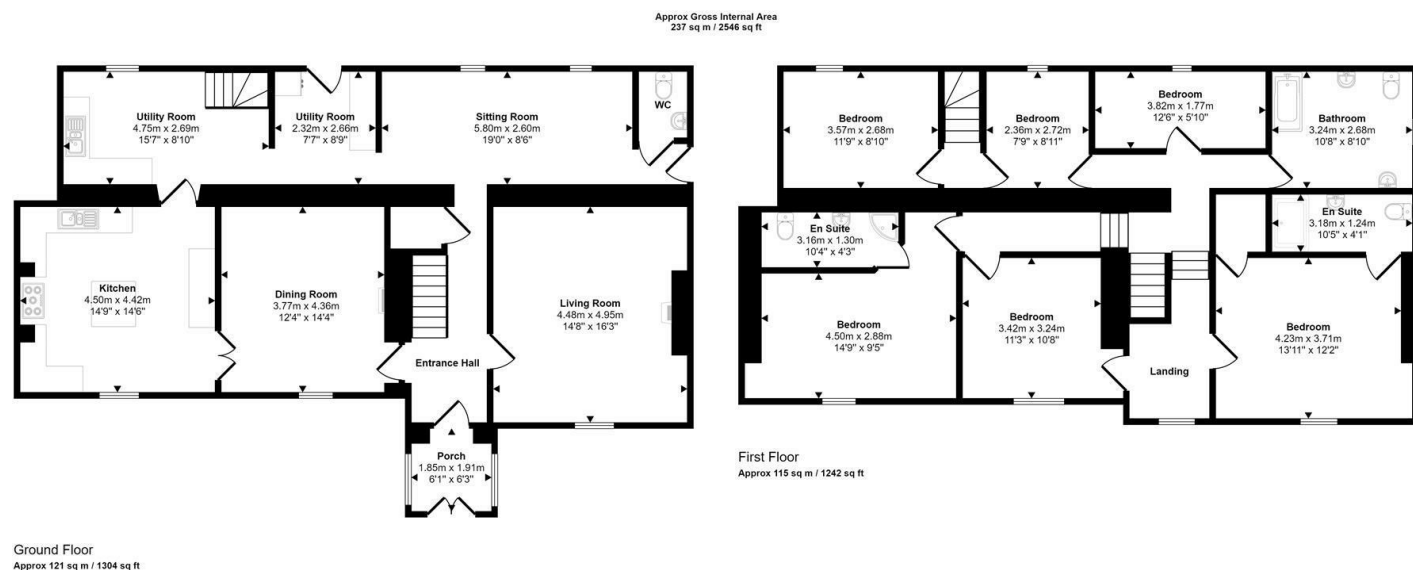 Approx Gross Internal Area
237 sq m / 2546 sq ft
Utility Room
4.75m x 2.69m
15'7" x 8'10"
Utility Room
2.32m x 2.66m
7'7" x 8'9"
Sitting Room
5.80m x 2.60m
19'0" x 8'6"
WC
Kitchen
4.50m x 4.42m
14'9" x 14'6"
Dining Room
3.77m x 4.36m
12'4" x 14'4"
Entrance Hall
Living Room
4.48m x 4.95m
14'8" x 16'3"
Porch
1.85m x 1.91m
6'1" x 6'3"
Ground Floor
Approx 121 sq m / 1304 sq ft
Bedroom
3.57m x 2.68m
11'9" x 8'10"
Bedroom
2.36m x 2.72m
7'9" x 8'11"
Bedroom
3.82m x 1.77m
12'6" x 5'10"
Bathroom
3.24m x 2.68m
10'8" x 8'10"
En Suite
3.16m x 1.30m
10'4" x 4'3"
En Suite
3.18m x 1.24m
10'5" x 4'1"
Bedroom
4.50m x 2.88m
14'9" x 9'5"
Bedroom
3.42m x 3.24m
11'3" x 10'8"
Landing
Bedroom
4.23m x 3.71m
13'11" x 12'2"
First Floor
Approx 115 sq m / 1242 sq ft